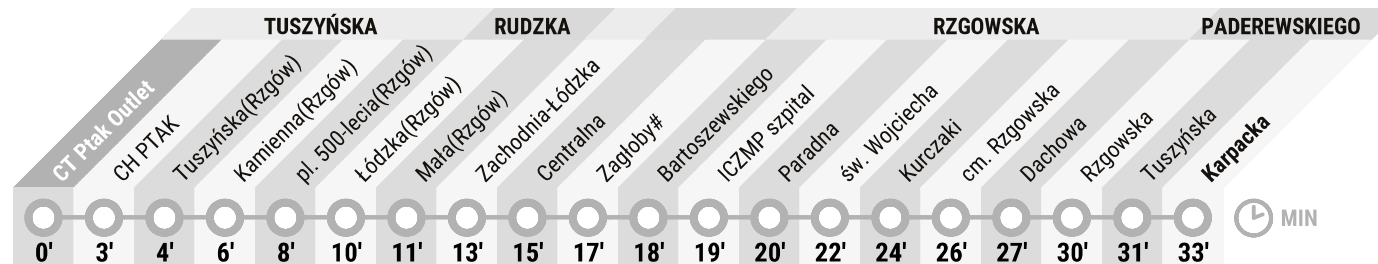 TUSZYŃSKA RUDZKA RZGOWSKA PADEREWSKIEGO
CT Ptak Outlet
CH PTAK
Tuszyńska(Rzgów)
Kamienna(Rzgów)
pl. 500-lecia(Rzgów)
Łódzka(Rzgów)
Mała(Rzgów)
Zachodnia-Łódzka
Centralna
Zagłoby#
Bartoszewskiego
ICZMP szpital
Paradna
św. Wojciecha
Kurczaki
cm. Rzgowska
Dachowa
Rzgowska
Tuszyńska
Karpacka
MIN
0' 3' 4' 6' 8' 10' 11' 13' 15' 17' 18' 19' 20' 22' 24' 26' 27' 30' 31' 33'